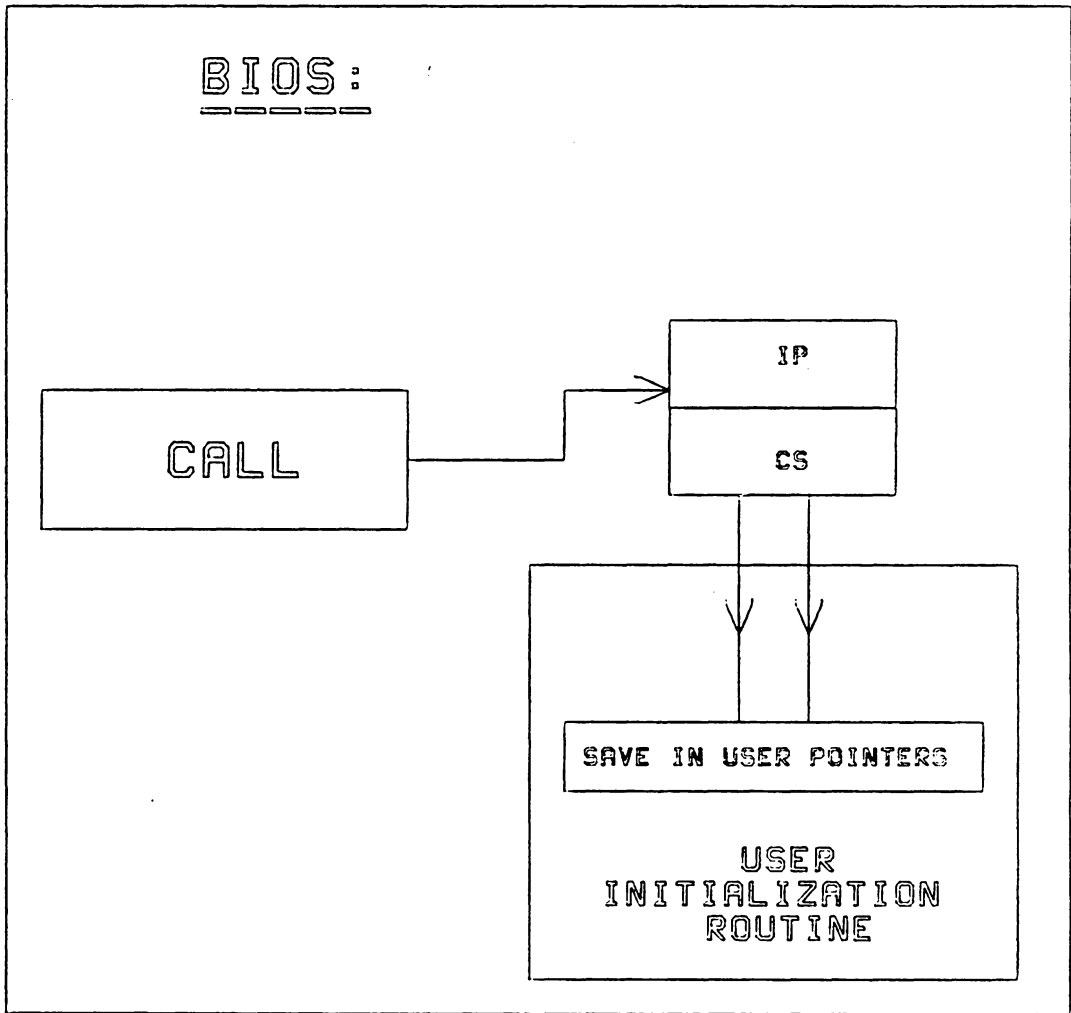 BIOS:
IP
CALL
CS
SAVE IN USER POINTERS
USER
INITIALIZATION
ROUTINE